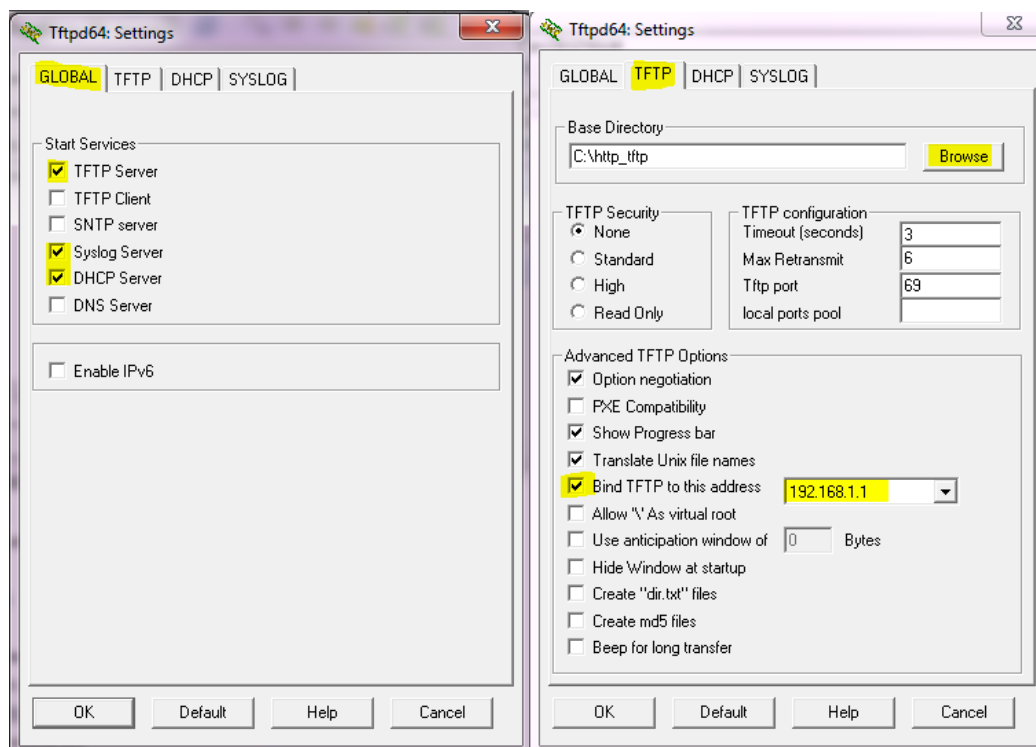 Tftpd64: Settings
GLOBAL TFTP DHCP SYSLOG
Start Services
TFTP Server
TFTP Client
SNTP server
Syslog Server
DHCP Server
DNS Server
Enable IPv6
OK Default Help Cancel
Tftpd64: Settings
GLOBAL TFTP DHCP SYSLOG
Base Directory
C:\http_tftp Browse
TFTP Security
None
Standard
High
Read Only
TFTP configuration
Timeout (seconds) 3
Max Retransmit 6
Tftp port 69
local ports pool
Advanced TFTP Options
Option negotiation
PXE Compatibility
Show Progress bar
Translate Unix file names
Bind TFTP to this address 192.168.1.1
Allow '\' As virtual root
Use anticipation window of 0 Bytes
Hide Window at startup
Create "dir.txt" files
Create md5 files
Beep for long transfer
OK Default Help Cancel